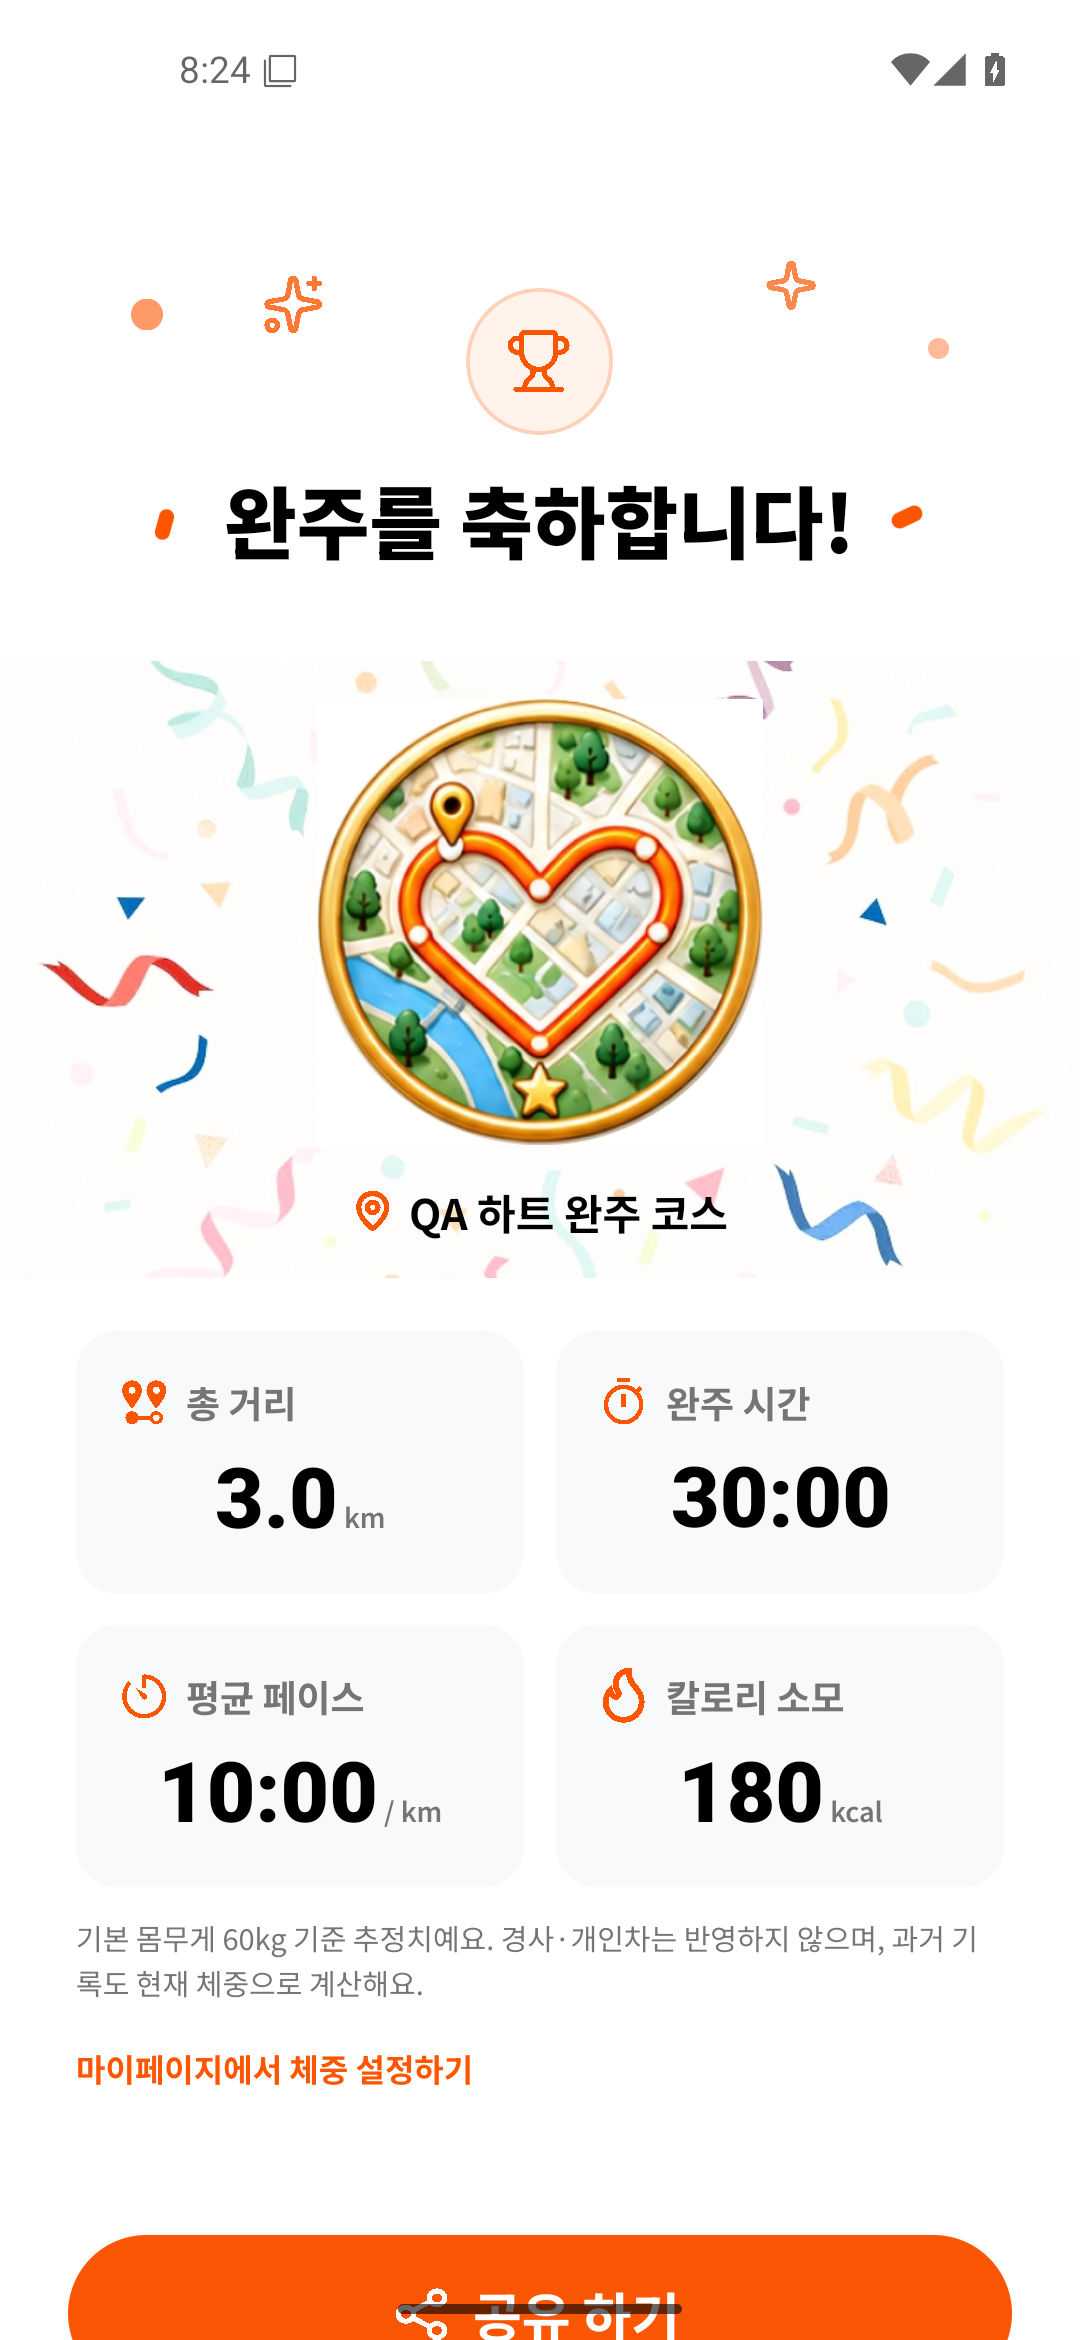 8:24
완주를 축하합니다!
QA 하트 완주 코스
총 거리
3.0 km
완주 시간
30:00
평균 페이스
10:00 / km
칼로리 소모
180 kcal
기본 몸무게 60kg 기준 추정치예요. 경사·개인차는 반영하지 않으며, 과거 기
록도 현재 체중으로 계산해요.
마이페이지에서 체중 설정하기
공유 하기